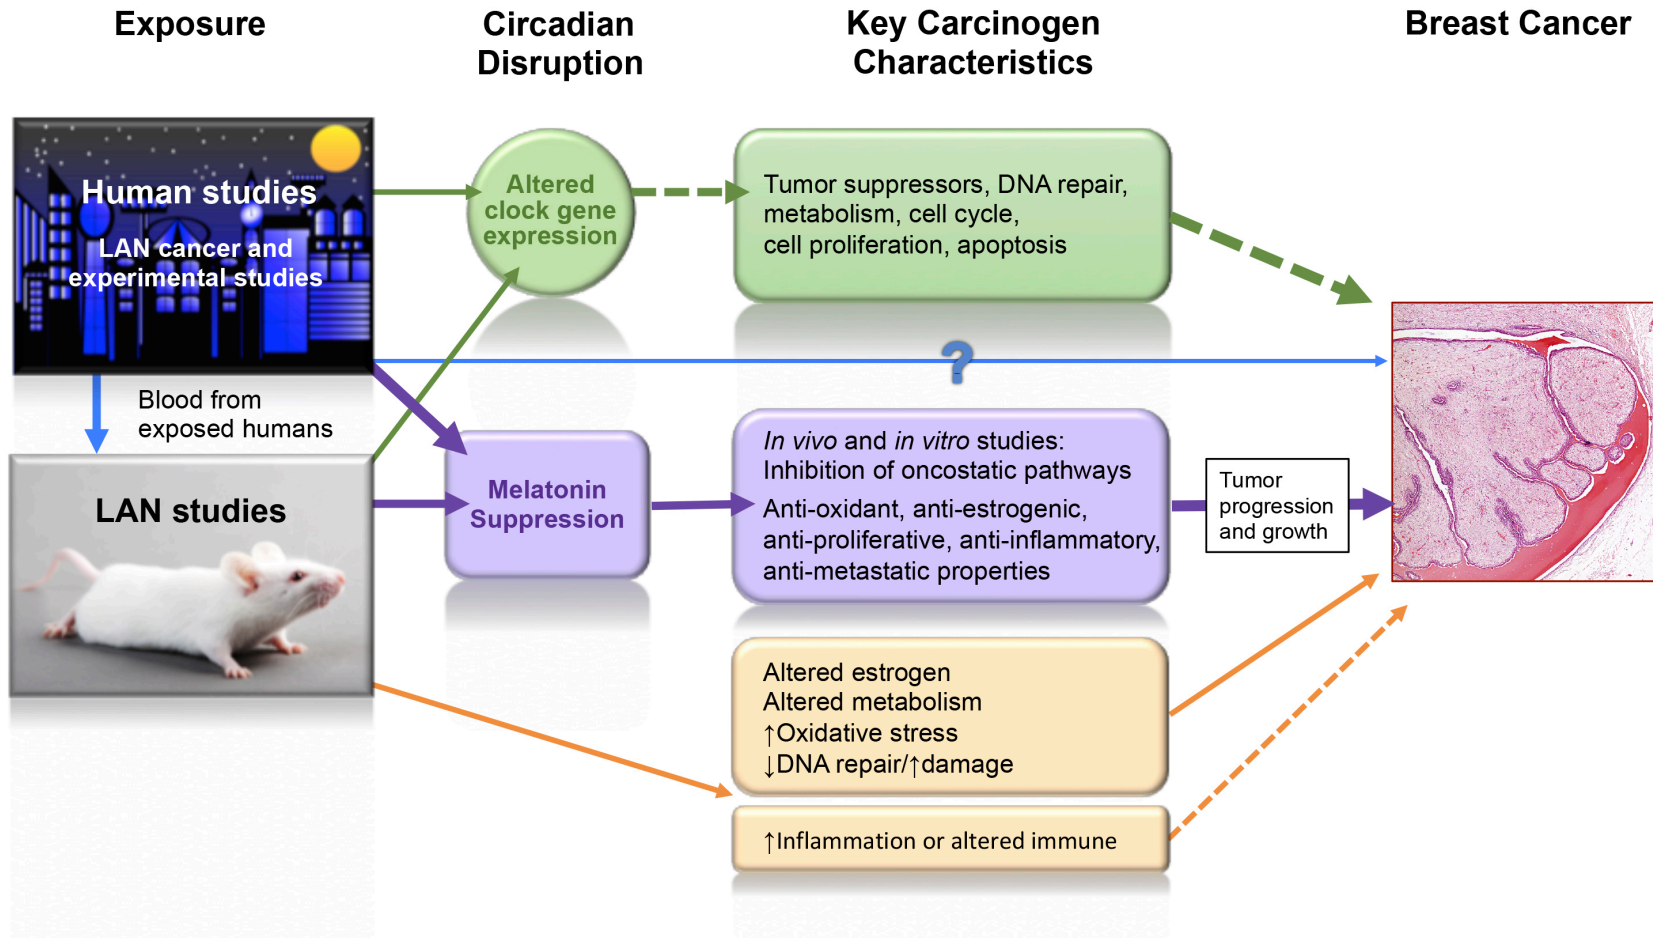 Exposure
Circadian
Disruption
Key Carcinogen
Characteristics
Breast Cancer
Human studies
LAN cancer and
experimental studies
Altered
clock gene
expression
Tumor suppressors, DNA repair,
metabolism, cell cycle,
cell proliferation, apoptosis
?
Blood from
exposed humans
LAN studies
Melatonin
Suppression
In vivo and in vitro studies:
Inhibition of oncostatic pathways
Anti-oxidant, anti-estrogenic,
anti-proliferative, anti-inflammatory,
anti-metastatic properties
Tumor
progression
and growth
Altered estrogen
Altered metabolism
↑Oxidative stress
↓DNA repair/↑damage
↑Inflammation or altered immune